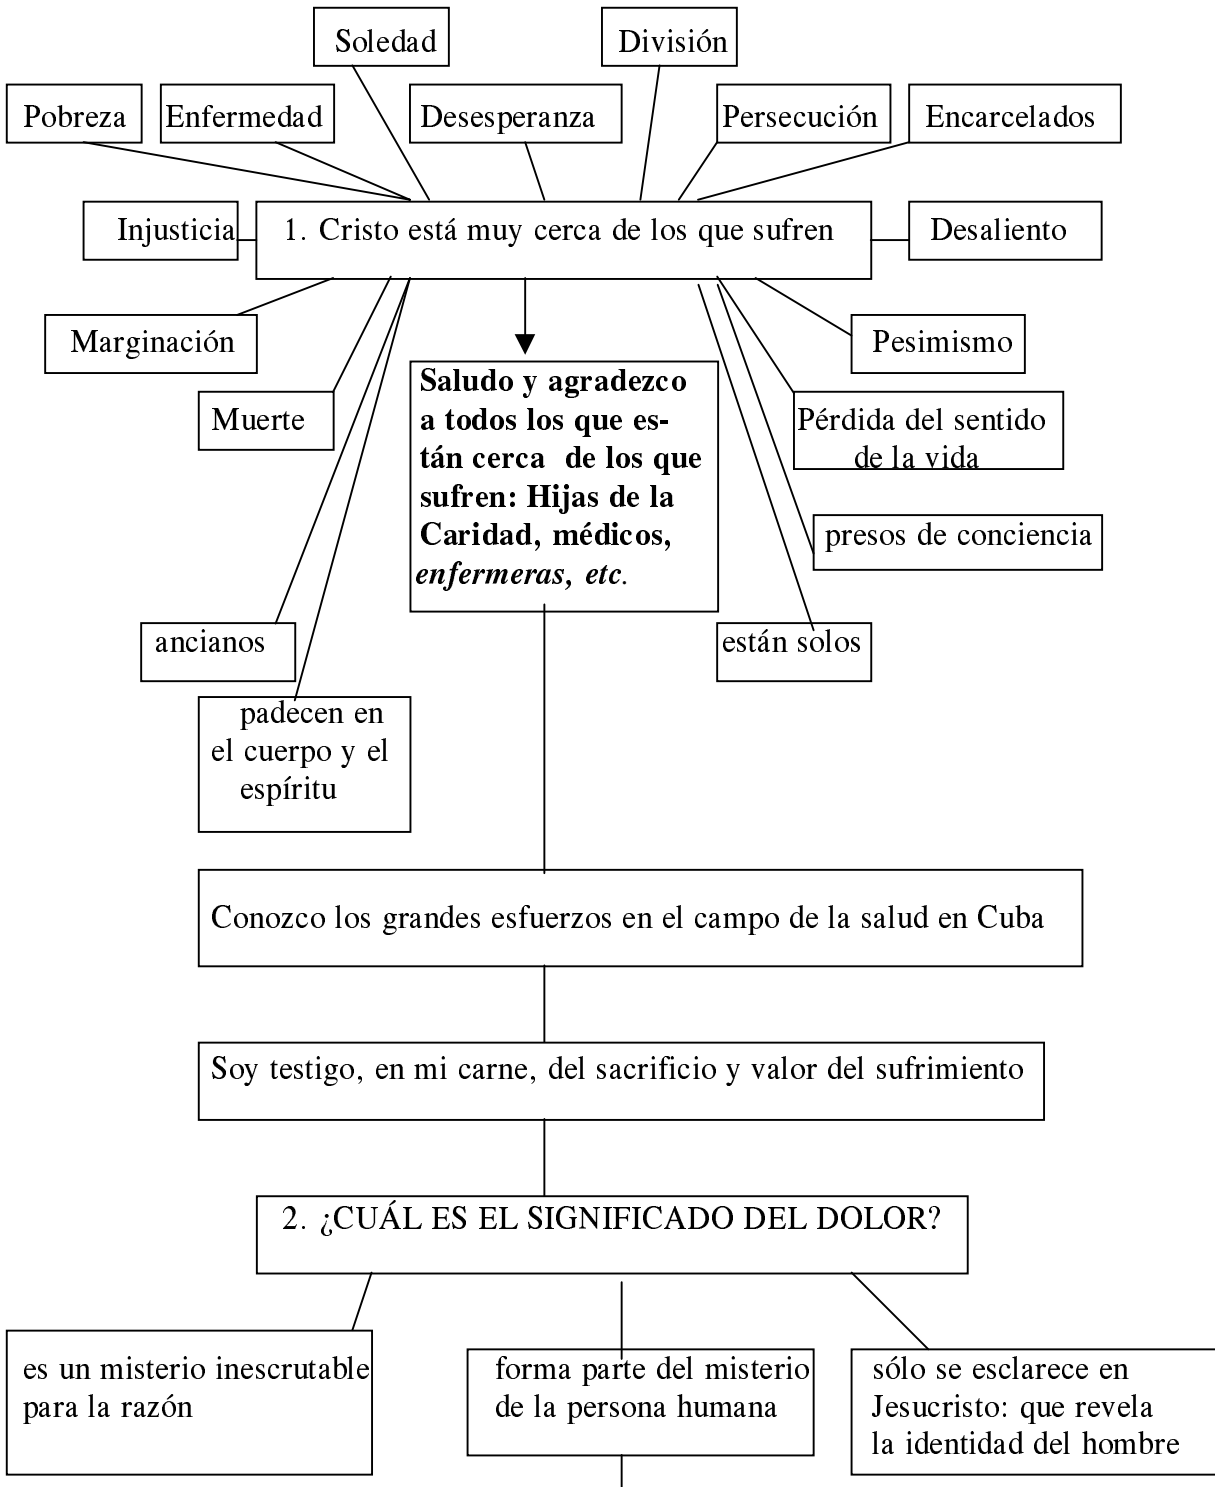 Soledad
División
Pobreza
Enfermedad
Desesperanza
Persecución
Encarcelados
Injusticia
1. Cristo está muy cerca de los que sufren
Desaliento
Marginación
Pesimismo
Muerte
Saludo y agradezco
a todos los que es-
tán cerca de los que
sufren: Hijas de la
Caridad, médicos,
enfermeras, etc.
Pérdida del sentido
de la vida
presos de conciencia
ancianos
están solos
padecen en
el cuerpo y el
espíritu
Conozco los grandes esfuerzos en el campo de la salud en Cuba
Soy testigo, en mi carne, del sacrificio y valor del sufrimiento
2. ¿CUÁL ES EL SIGNIFICADO DEL DOLOR?
es un misterio inescrutable
para la razón
forma parte del misterio
de la persona humana
sólo se esclarece en
Jesucristo: que revela
la identidad del hombre